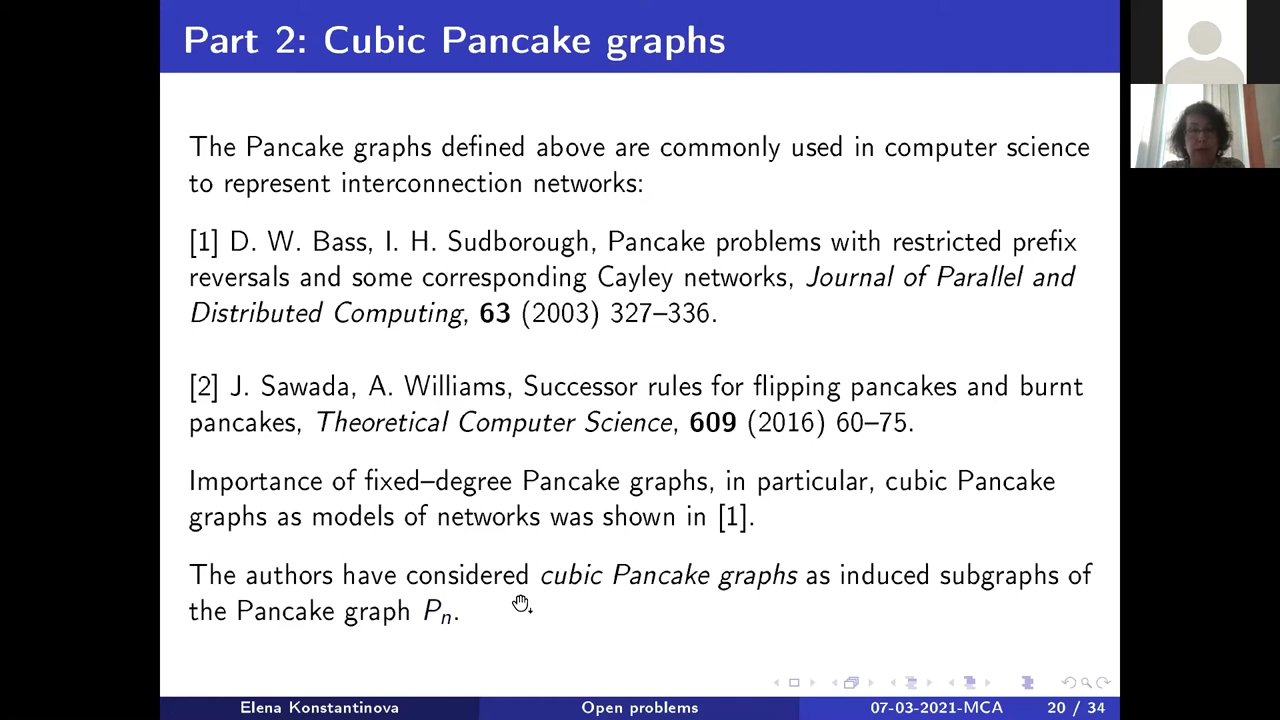 Part 2: Cubic Pancake graphs
The Pancake graphs defined above are commonly used in computer science
to represent interconnection networks:
[1] D. W. Bass, I. H. Sudborough, Pancake problems with restricted prefix
reversals and some corresponding Cayley networks, Journal of Parallel and
Distributed Computing, 63 (2003) 327–336.
[2] J. Sawada, A. Williams, Successor rules for flipping pancakes and burnt
pancakes, Theoretical Computer Science, 609 (2016) 60–75.
Importance of fixed–degree Pancake graphs, in particular, cubic Pancake
graphs as models of networks was shown in [1].
The authors have considered cubic Pancake graphs as induced subgraphs of
the Pancake graph Pn.
Elena Konstantinova Open problems 07-03-2021-MCA 20 / 34